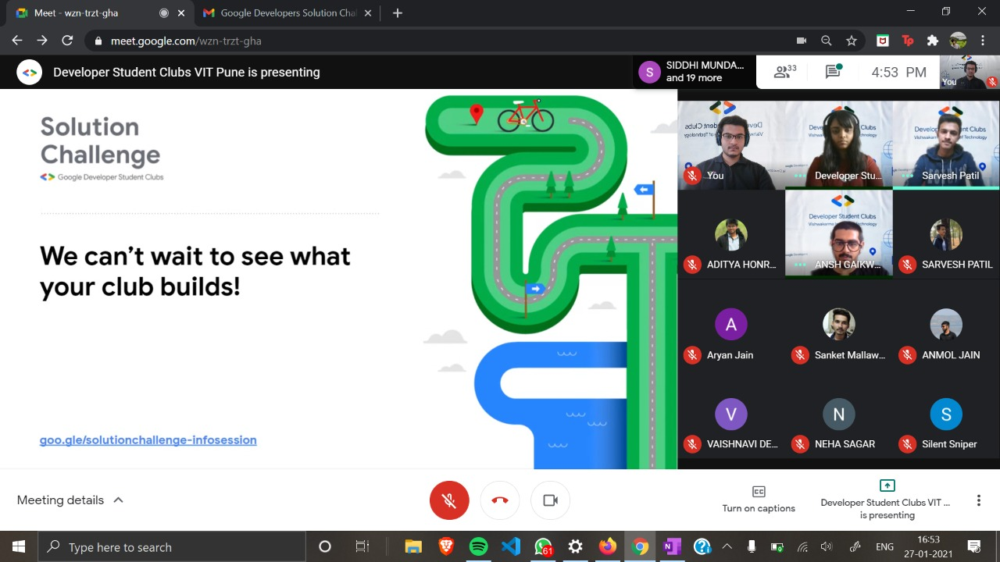 Meet - wzn-trzt-gha
Google Developers Solution Chal
meet.google.com/wzn-trzt-gha
Developer Student Clubs VIT Pune is presenting
S
SIDDHI MUNDA...
and 19 more
33
4:53 PM
You
Solution
Challenge
Google Developer Student Clubs
We can’t wait to see what
your club builds!
goo.gle/solutionchallenge-infosession
You
Developer Stu...
Sarvesh Patil
Developer Student Clubs
ADITYA HONR...
ANSH GAIKW...
SARVESH PATIL
A
Aryan Jain
Sanket Mallaw...
ANMOL JAIN
V
VAISHNAVI DE...
N
NEHA SAGAR
S
Silent Sniper
Meeting details
Turn on captions
Developer Student Clubs VIT ...
is presenting
Type here to search
61
ENG
16:53
27-01-2021